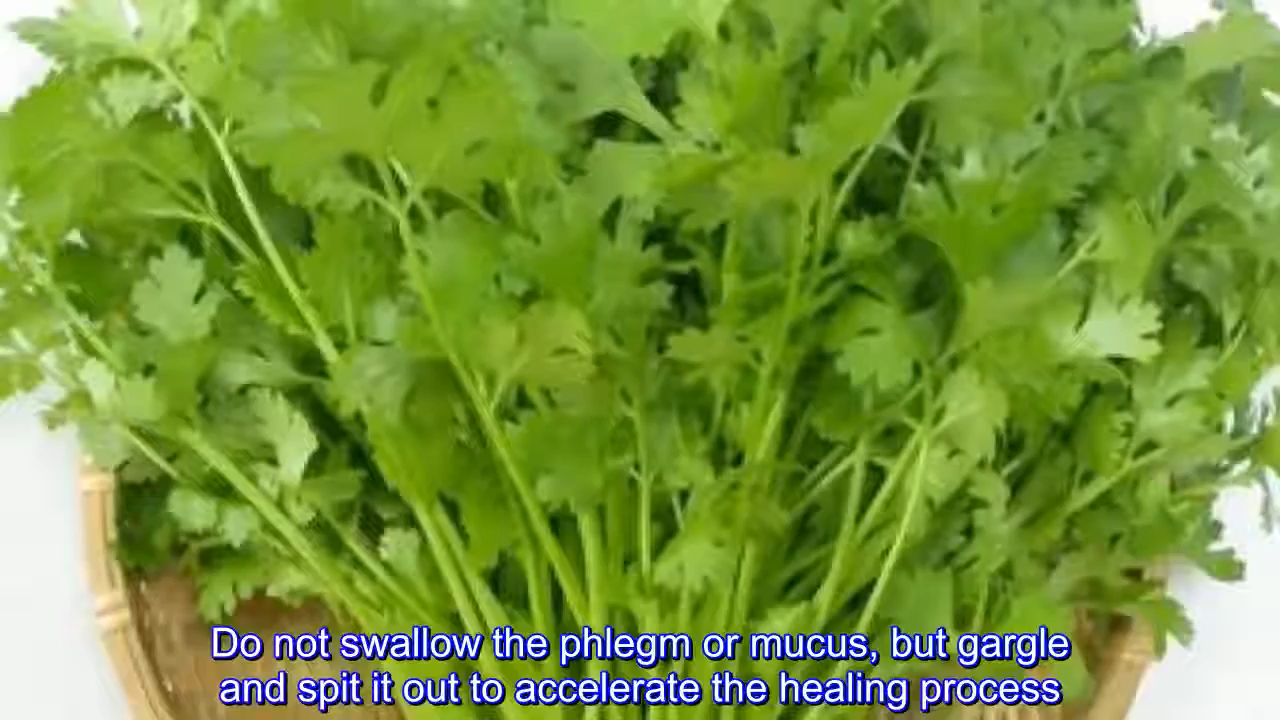 Do not swallow the phlegm or mucus, but gargle
and spit it out to accelerate the healing process